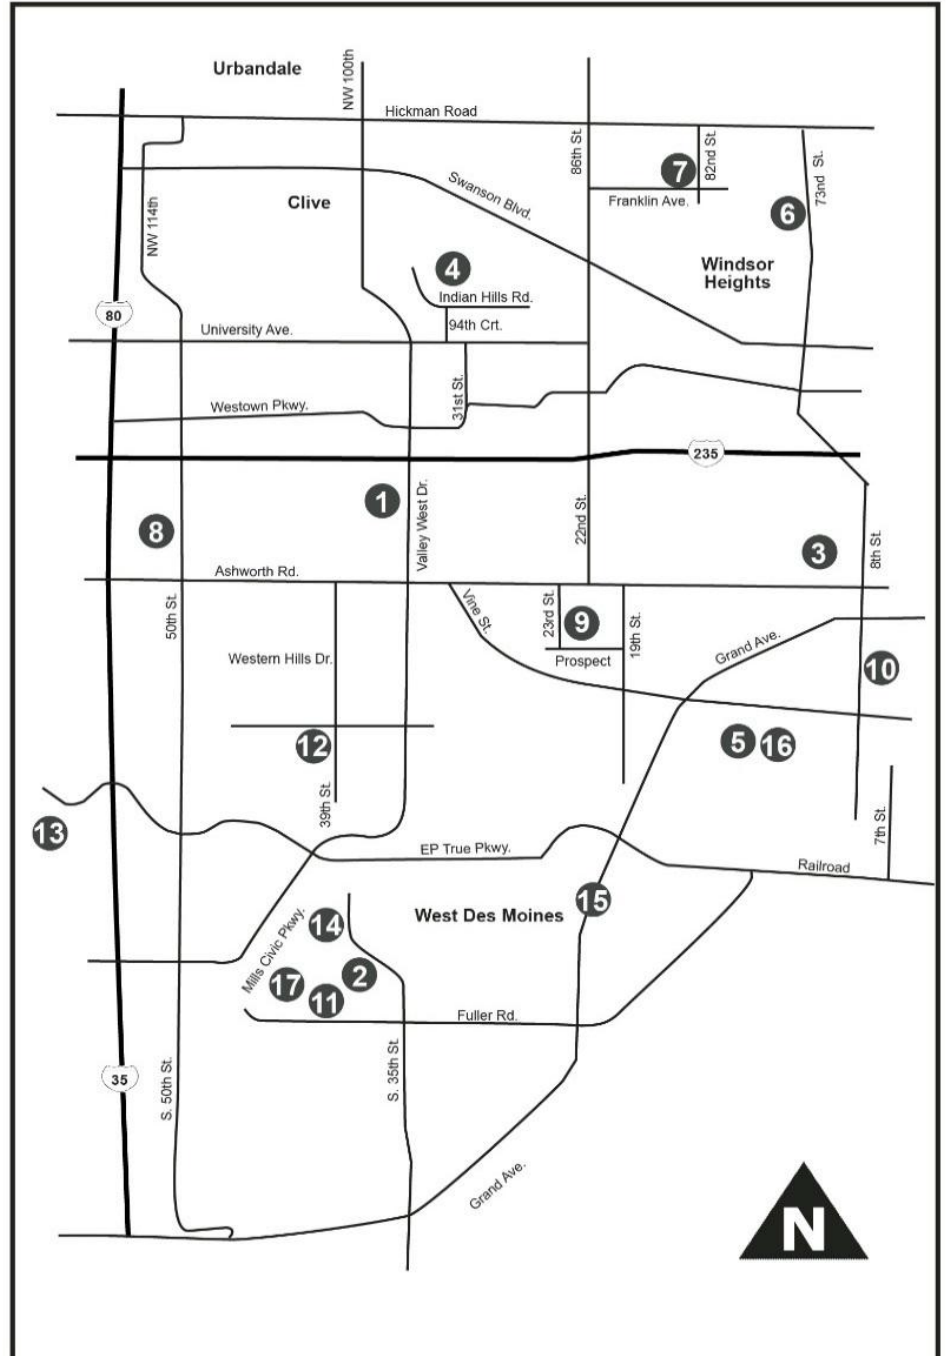 Urbandale
NW 100th
Hickman Road
86th St.
82nd St.
73nd St.
7
Franklin Ave.
6
Swanson Blvd.
Clive
NW 114th
Windsor
Heights
4
Indian Hills Rd.
94th Crt.
80
University Ave.
31st St.
Westown Pkwy.
235
1
Valley West Dr.
22nd St.
8
3
8th St.
Ashworth Rd.
50th St.
Vine St.
23rd St.
9
19th St.
Prospect
Grand Ave.
Western Hills Dr.
10
12
5
16
39th St.
13
7th St.
EP True Pkwy.
Railroad
15
West Des Moines
14
Mills Civic Pkwy.
2
17
11
Fuller Rd.
35
S. 50th St.
S. 35th St.
Grand Ave.
N